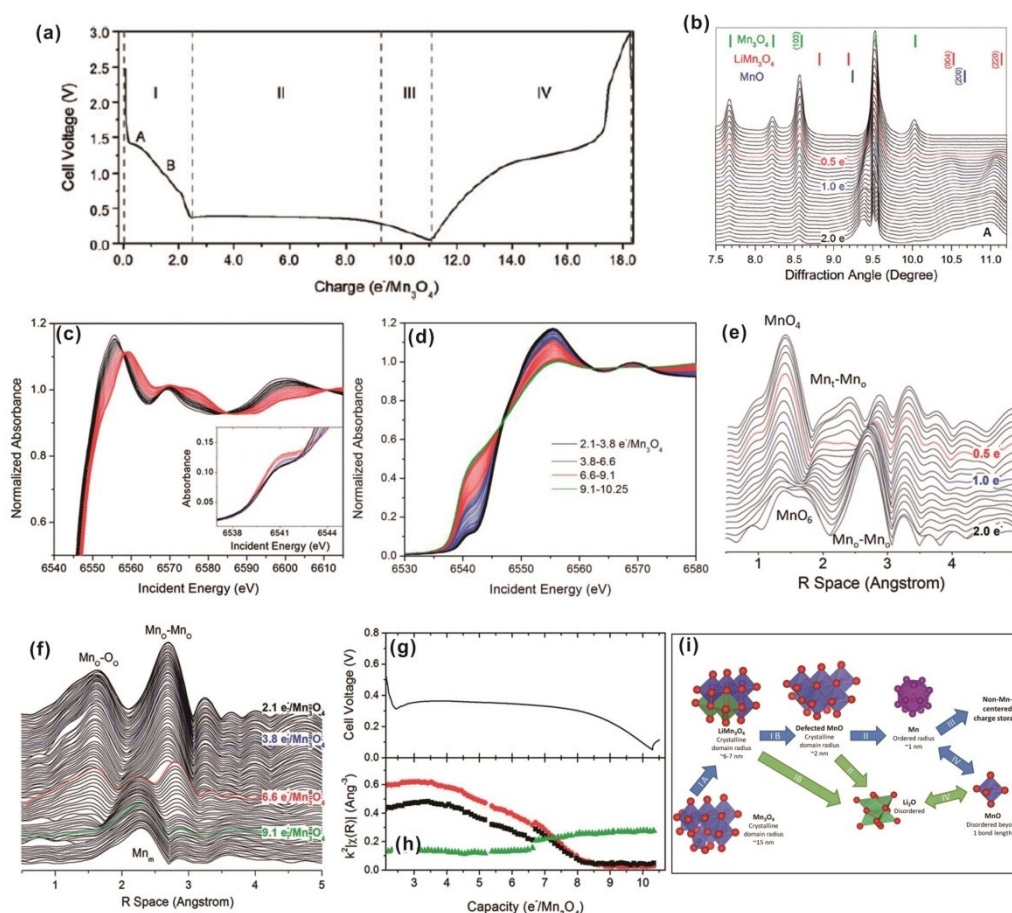 (a)
3.0
2.5
2.0
1.5
1.0
0.5
0.0
Cell Voltage (V)
I
II
III
IV
A
B
0.0 2.0 4.0 6.0 8.0 10.0 12.0 14.0 16.0 18.0
Charge (e⁻/Mn₃O₄)
(b)
Mn₃O₄
(103)
LiMn₃O₄
(004)
(220)
MnO
(200)
0.5 e⁻
1.0 e⁻
2.0 e⁻
A
7.5 8.0 8.5 9.0 9.5 10.0 10.5 11.0
Diffraction Angle (Degree)
(c)
1.2
1.0
0.8
0.6
Normalized Absorbance
0.15
0.10
0.05
Absorbance
6538 6541 6544
Incident Energy (eV)
6540 6550 6560 6570 6580 6590 6600 6610
Incident Energy (eV)
(d)
1.2
1.0
0.8
0.6
0.4
0.2
0.0
Normalized Absorbance
2.1-3.8 e⁻/Mn₃O₄
3.8-6.6
6.6-9.1
9.1-10.25
6530 6540 6550 6560 6570 6580
Incident Energy (eV)
(e)
MnO₄
Mnₜ-Mnₒ
0.5 e⁻
1.0 e⁻
MnO₆
2.0 e⁻
Mnₒ-Mnₒ
1 2 3 4
R Space (Angstrom)
(f)
Mnₒ-Mnₒ
Mnₒ-Oₒ
2.1 e⁻/Mn₃O₄
3.8 e⁻/Mn₃O₄
6.6 e⁻/Mn₃O₄
9.1 e⁻/Mn₃O₄
Mnₘ
1 2 3 4 5
R Space (Angstrom)
(g)
0.8
0.6
0.4
0.2
0.0
Cell Voltage (V)
(h)
0.6
0.4
0.2
0.0
k²|χ(R)| (Ang⁻³)
3 4 5 6 7 8 9 10
Capacity (e⁻/Mn₃O₄)
(i)
LiMn₃O₄
Crystalline
domain radius
~6-7 nm
I B
Defected MnO
Crystalline
domain radius
~2 nm
II
Mn
Ordered radius
~1 nm
III
Non-Mn-
centered
charge stora
I A
IB
II
IV
Mn₃O₄
Crystalline
domain radius
~15 nm
Li₂O
Disordered
IV
MnO
Disordered beyo
1 bond length